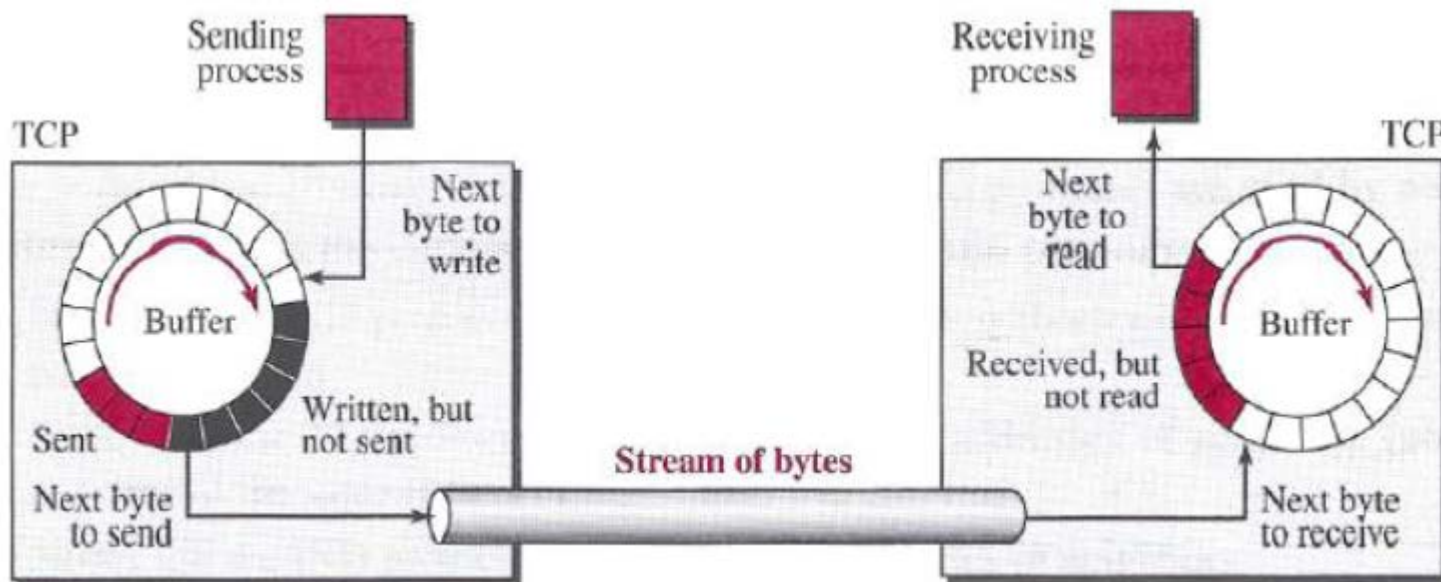 Sending
process
Receiving
process
TCP
TCP
Next
byte to
write
Buffer
Sent
Written, but
not sent
Next byte
to send
Stream of bytes
Next
byte to
read
Buffer
Received, but
not read
Next byte
to receive